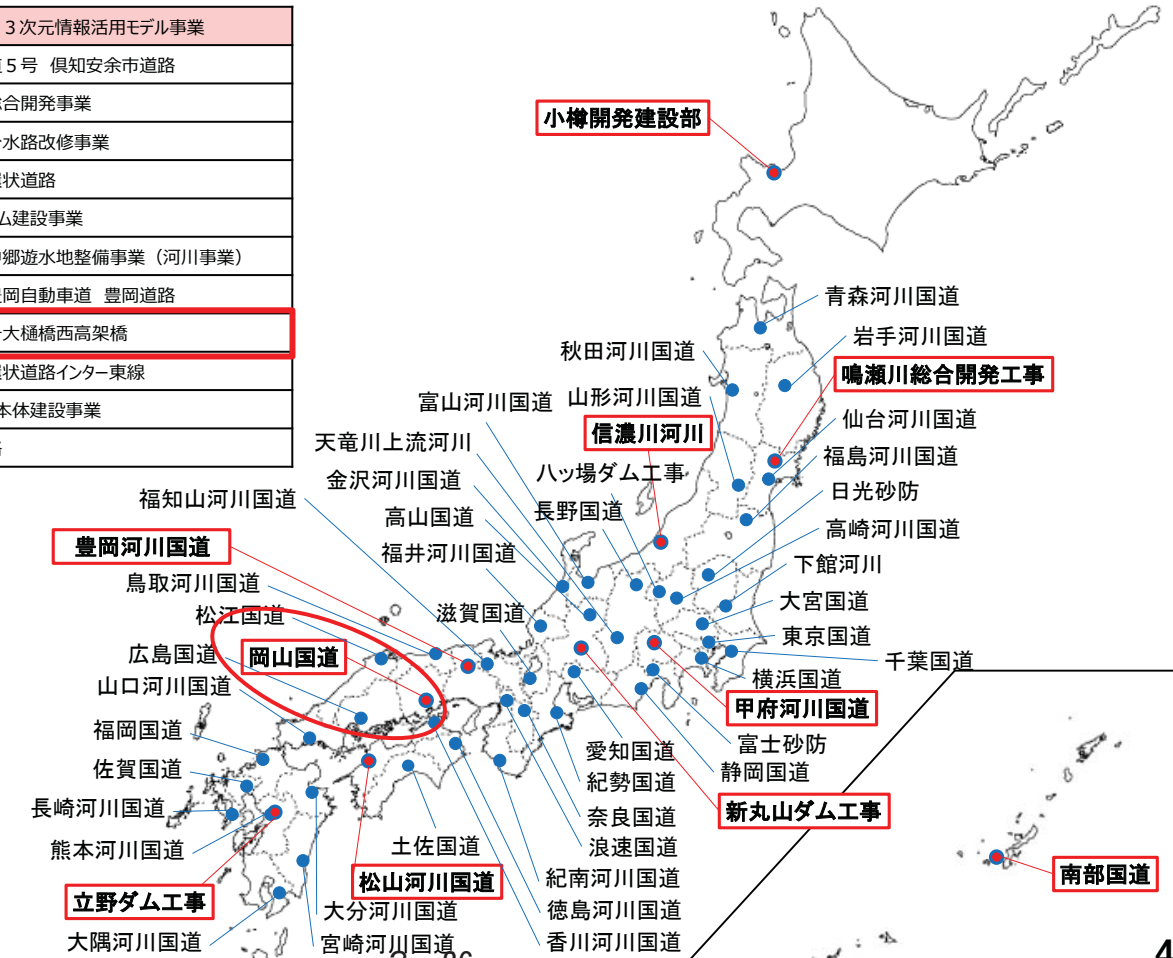 ３次元情報活用モデル事業
道５号 倶知安余市道路
総合開発事業
分水路改修事業
環状道路
ム建設事業
郷遊水地整備事業（河川事業）
豊岡自動車道 豊岡道路
大樋橋西高架橋
環状道路インター東線
本体建設事業
小樽開発建設部
青森河川国道
岩手河川国道
秋田河川国道
鳴瀬川総合開発工事
富山河川国道
山形河川国道
仙台河川国道
信濃川河川
天竜川上流河川
福島河川国道
八ッ場ダム工事
金沢河川国道
日光砂防
福知山河川国道
高山国道
長野国道
高崎河川国道
豊岡河川国道
福井河川国道
下館河川
鳥取河川国道
大宮国道
松江国道
滋賀国道
東京国道
広島国道
岡山国道
千葉国道
山口河川国道
横浜国道
甲府河川国道
福岡国道
愛知国道
富士砂防
佐賀国道
紀勢国道
静岡国道
長崎河川国道
奈良国道
新丸山ダム工事
熊本河川国道
土佐国道
浪速国道
松山河川国道
紀南河川国道
南部国道
立野ダム工事
大分河川国道
徳島河川国道
大隅河川国道
宮崎河川国道
香川河川国道
4